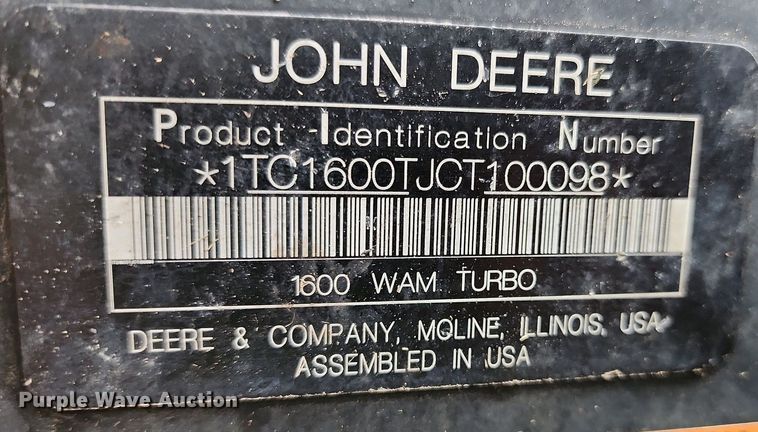 JOHN DEERE
Product Identification Number
*1TC1600TJCT100098*
1600 WAM TURBO
DEERE & COMPANY, MOLINE, ILLINOIS, USA
ASSEMBLED IN USA
Purple Wave Auction